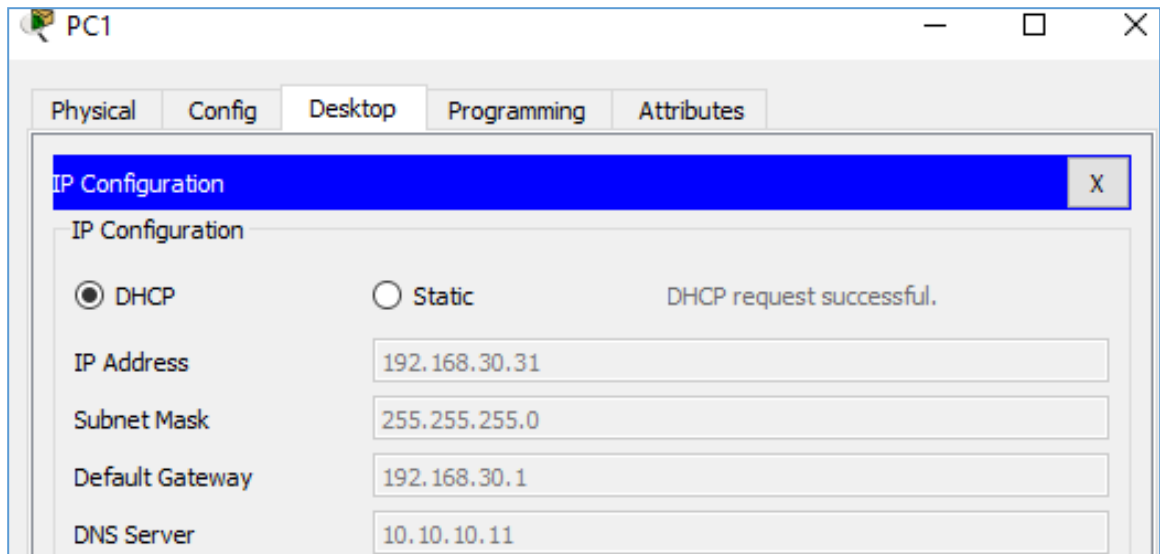 PC1
Physical Config Desktop Programming Attributes
IP Configuration X
IP Configuration
DHCP Static DHCP request successful.
IP Address 192.168.30.31
Subnet Mask 255.255.255.0
Default Gateway 192.168.30.1
DNS Server 10.10.10.11